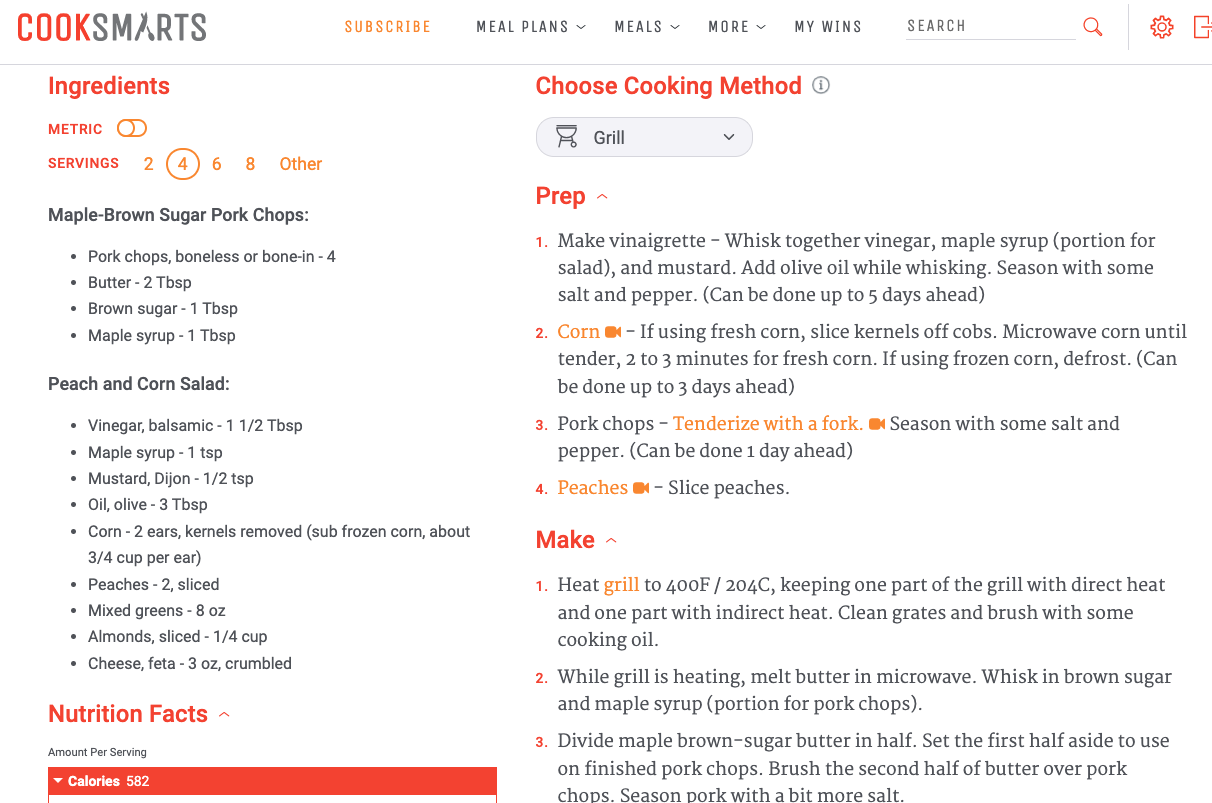 COOKSMARTS
SUBSCRIBE
MEAL PLANS
MEALS
MORE
MY WINS
SEARCH
Ingredients
METRIC
SERVINGS 2 4 6 8 Other
Maple-Brown Sugar Pork Chops:
• Pork chops, boneless or bone-in - 4
• Butter - 2 Tbsp
• Brown sugar - 1 Tbsp
• Maple syrup - 1 Tbsp
Peach and Corn Salad:
• Vinegar, balsamic - 1 1/2 Tbsp
• Maple syrup - 1 tsp
• Mustard, Dijon - 1/2 tsp
• Oil, olive - 3 Tbsp
• Corn - 2 ears, kernels removed (sub frozen corn, about
3/4 cup per ear)
• Peaches - 2, sliced
• Mixed greens - 8 oz
• Almonds, sliced - 1/4 cup
• Cheese, feta - 3 oz, crumbled
Nutrition Facts
Amount Per Serving
Calories 582
Choose Cooking Method
Grill
Prep
1. Make vinaigrette – Whisk together vinegar, maple syrup (portion for
salad), and mustard. Add olive oil while whisking. Season with some
salt and pepper. (Can be done up to 5 days ahead)
2. Corn – If using fresh corn, slice kernels off cobs. Microwave corn until
tender, 2 to 3 minutes for fresh corn. If using frozen corn, defrost. (Can
be done up to 3 days ahead)
3. Pork chops – Tenderize with a fork. Season with some salt and
pepper. (Can be done 1 day ahead)
4. Peaches – Slice peaches.
Make
1. Heat grill to 400F / 204C, keeping one part of the grill with direct heat
and one part with indirect heat. Clean grates and brush with some
cooking oil.
2. While grill is heating, melt butter in microwave. Whisk in brown sugar
and maple syrup (portion for pork chops).
3. Divide maple brown-sugar butter in half. Set the first half aside to use
on finished pork chops. Brush the second half of butter over pork
chops. Season pork with a bit more salt.